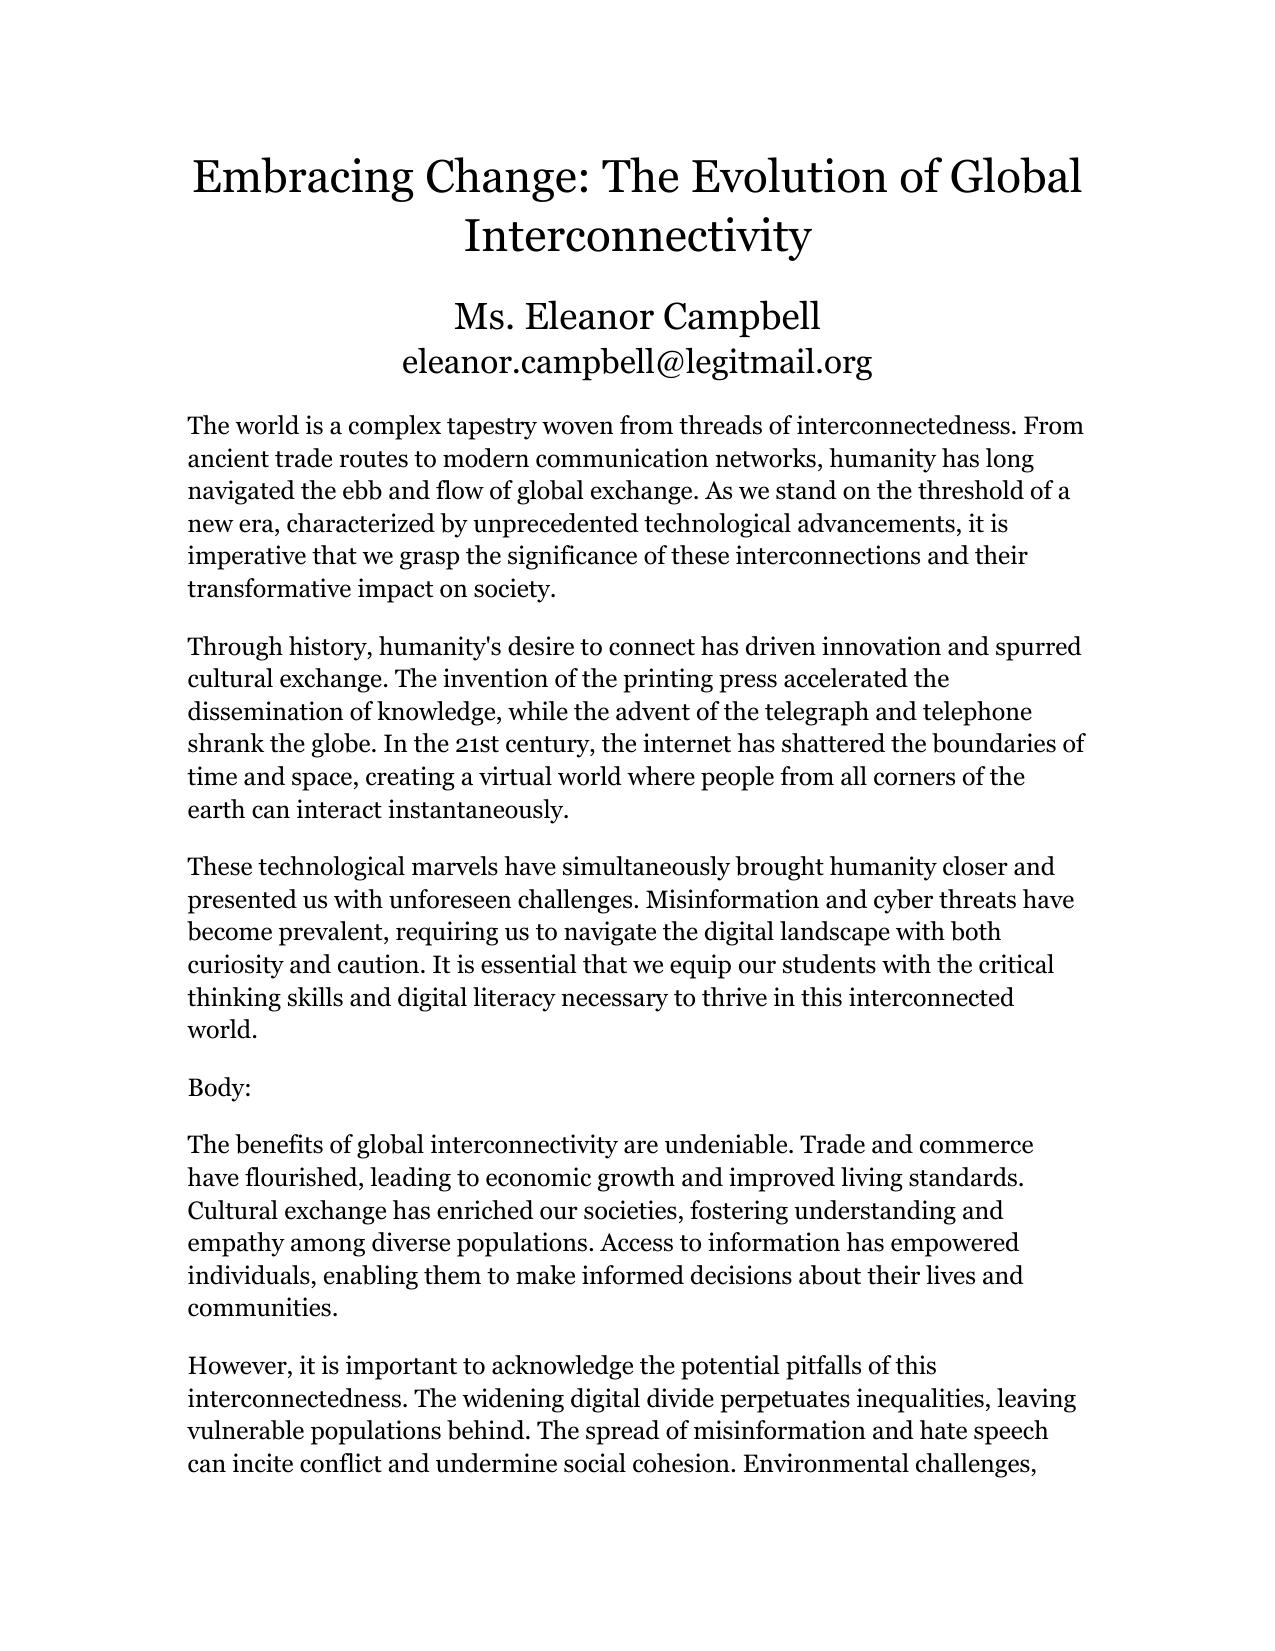 Embracing Change: The Evolution of Global
Interconnectivity
Ms. Eleanor Campbell
eleanor.campbell@legitmail.org
The world is a complex tapestry woven from threads of interconnectedness. From
ancient trade routes to modern communication networks, humanity has long
navigated the ebb and flow of global exchange. As we stand on the threshold of a
new era, characterized by unprecedented technological advancements, it is
imperative that we grasp the significance of these interconnections and their
transformative impact on society.
Through history, humanity's desire to connect has driven innovation and spurred
cultural exchange. The invention of the printing press accelerated the
dissemination of knowledge, while the advent of the telegraph and telephone
shrank the globe. In the 21st century, the internet has shattered the boundaries of
time and space, creating a virtual world where people from all corners of the
earth can interact instantaneously.
These technological marvels have simultaneously brought humanity closer and
presented us with unforeseen challenges. Misinformation and cyber threats have
become prevalent, requiring us to navigate the digital landscape with both
curiosity and caution. It is essential that we equip our students with the critical
thinking skills and digital literacy necessary to thrive in this interconnected
world.
Body:
The benefits of global interconnectivity are undeniable. Trade and commerce
have flourished, leading to economic growth and improved living standards.
Cultural exchange has enriched our societies, fostering understanding and
empathy among diverse populations. Access to information has empowered
individuals, enabling them to make informed decisions about their lives and
communities.
However, it is important to acknowledge the potential pitfalls of this
interconnectedness. The widening digital divide perpetuates inequalities, leaving
vulnerable populations behind. The spread of misinformation and hate speech
can incite conflict and undermine social cohesion. Environmental challenges,